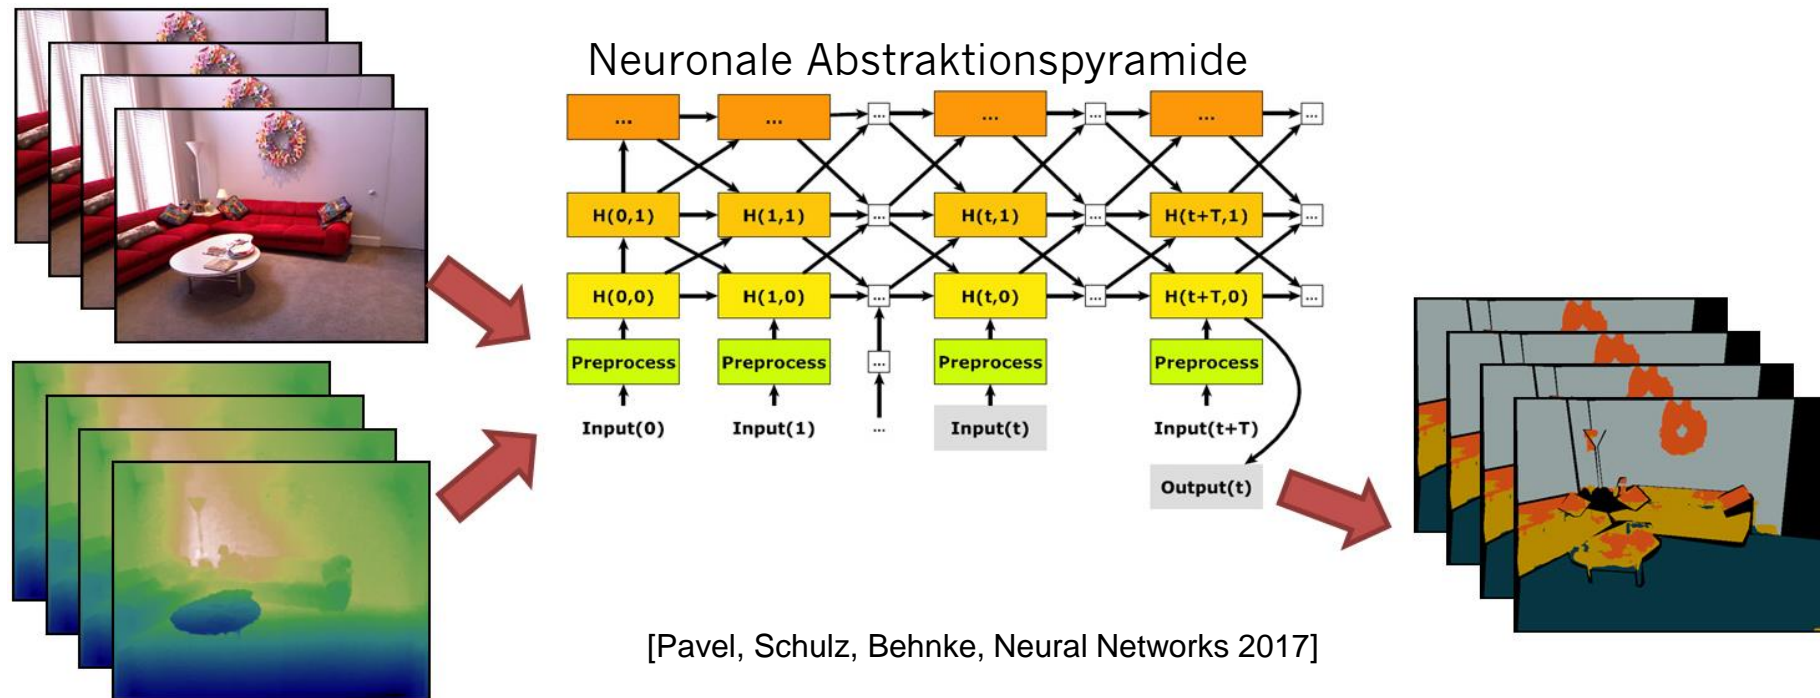 Neuronale Abstraktionspyramide
... ... ... ... ... ... ...
H(0,1) H(1,1) ... H(t,1) ... H(t+T,1) ...
H(0,0) H(1,0) ... H(t,0) ... H(t+T,0) ...
Preprocess Preprocess ... Preprocess Preprocess
Input(0) Input(1) ... Input(t) Input(t+T)
Output(t)
[Pavel, Schulz, Behnke, Neural Networks 2017]